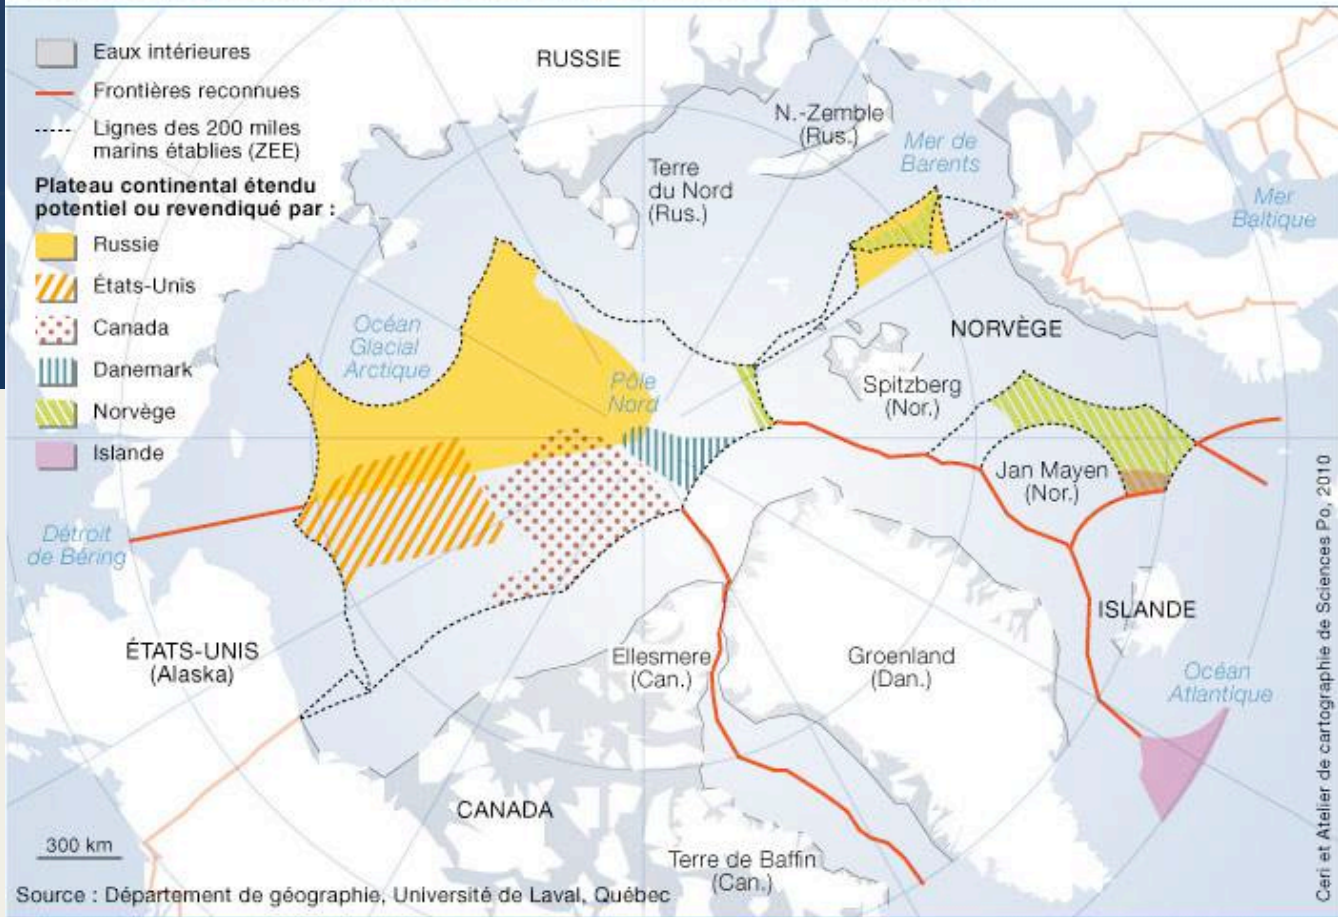 Eaux intérieures
Frontières reconnues
Lignes des 200 miles
marins établies (ZEE)
Plateau continental étendu
potentiel ou revendiqué par :
Russie
États-Unis
Canada
Danemark
Norvège
Islande
RUSSIE
N.-Zemble
(Rus.)
Mer de
Barents
Terre
du Nord
(Rus.)
Mer
Baltique
Océan
Glacial
Arctique
Pôle
Nord
NORVÈGE
Spitzberg
(Nor.)
Jan Mayen
(Nor.)
Détroit
de Béring
ÉTATS-UNIS
(Alaska)
Ellesmere
(Can.)
Groenland
(Dan.)
ISLANDE
Océan
Atlantique
CANADA
Terre de Baffin
(Can.)
300 km
Source : Département de géographie, Université de Laval, Québec
Ceri et Atelier de cartographie de Sciences Po, 2010